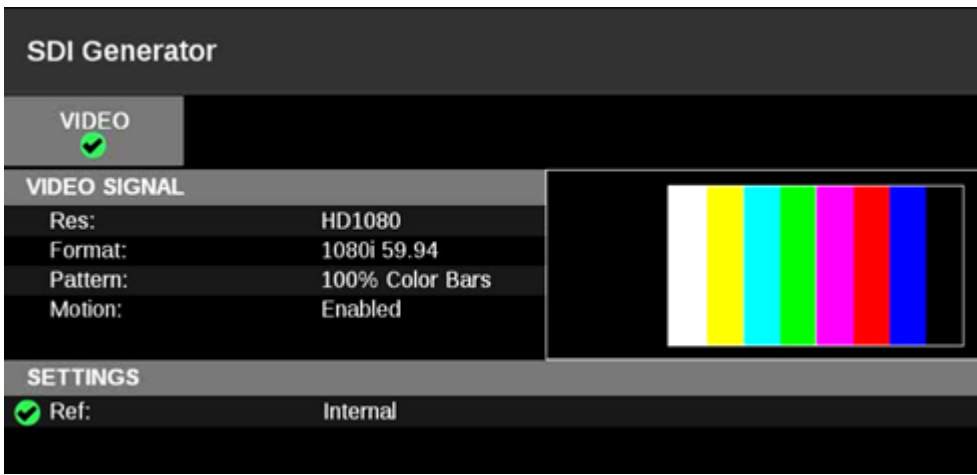 SDI Generator
VIDEO
VIDEO SIGNAL
Res: HD1080
Format: 1080i 59.94
Pattern: 100% Color Bars
Motion: Enabled
SETTINGS
Ref: Internal